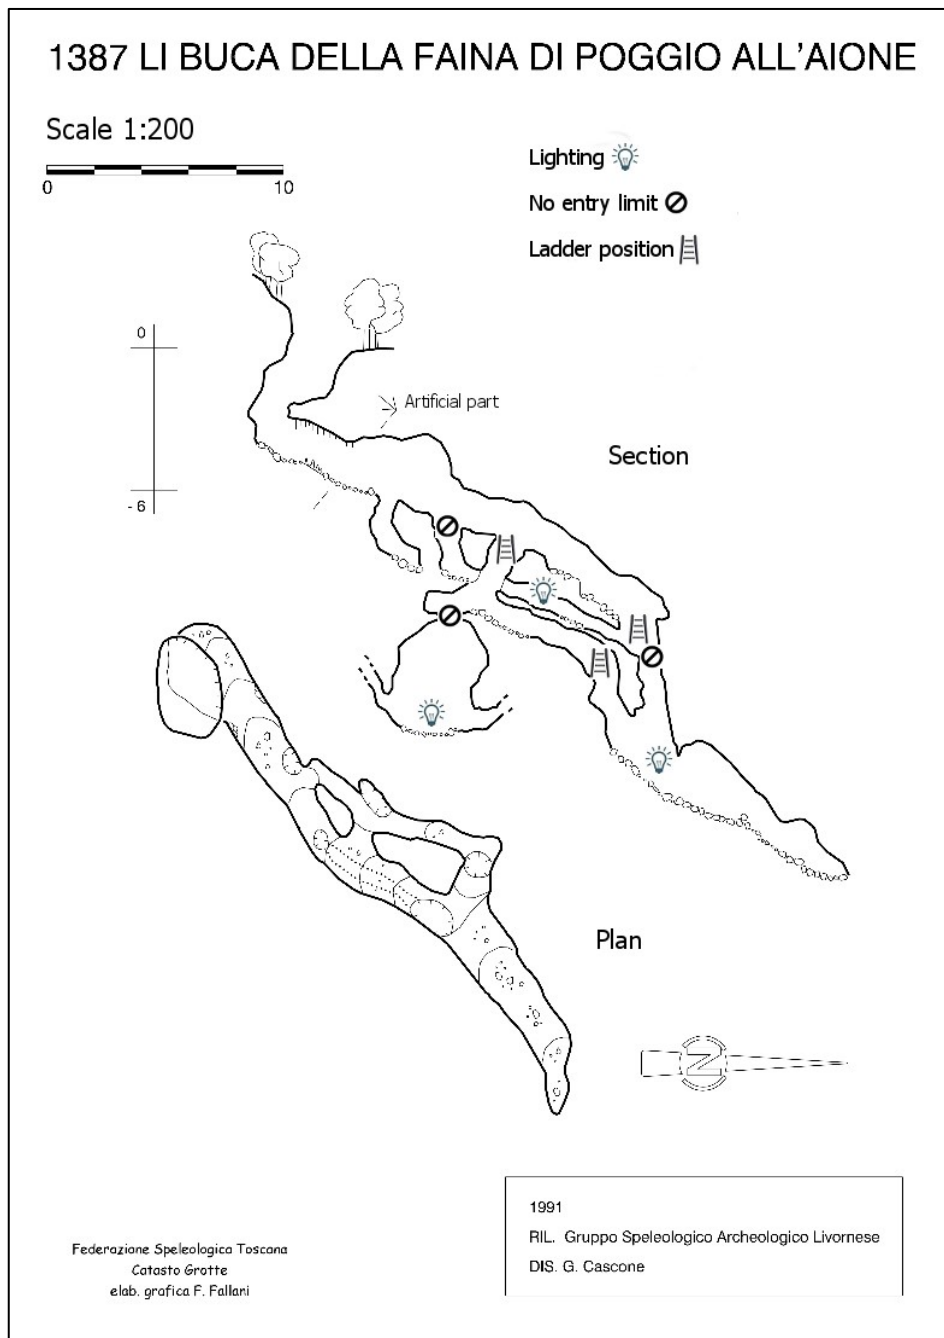 1387 LI BUCA DELLA FAINA DI POGGIO ALL'AIONE
Scale 1:200
0 10
Lighting
No entry limit
Ladder position
0
Artificial part
Section
- 6
Plan
N
1991
RIL. Gruppo Speleologico Archeologico Livornese
DIS. G. Cascone
Federazione Speleologica Toscana
Catasto Grotte
elab. grafica F. Fallani